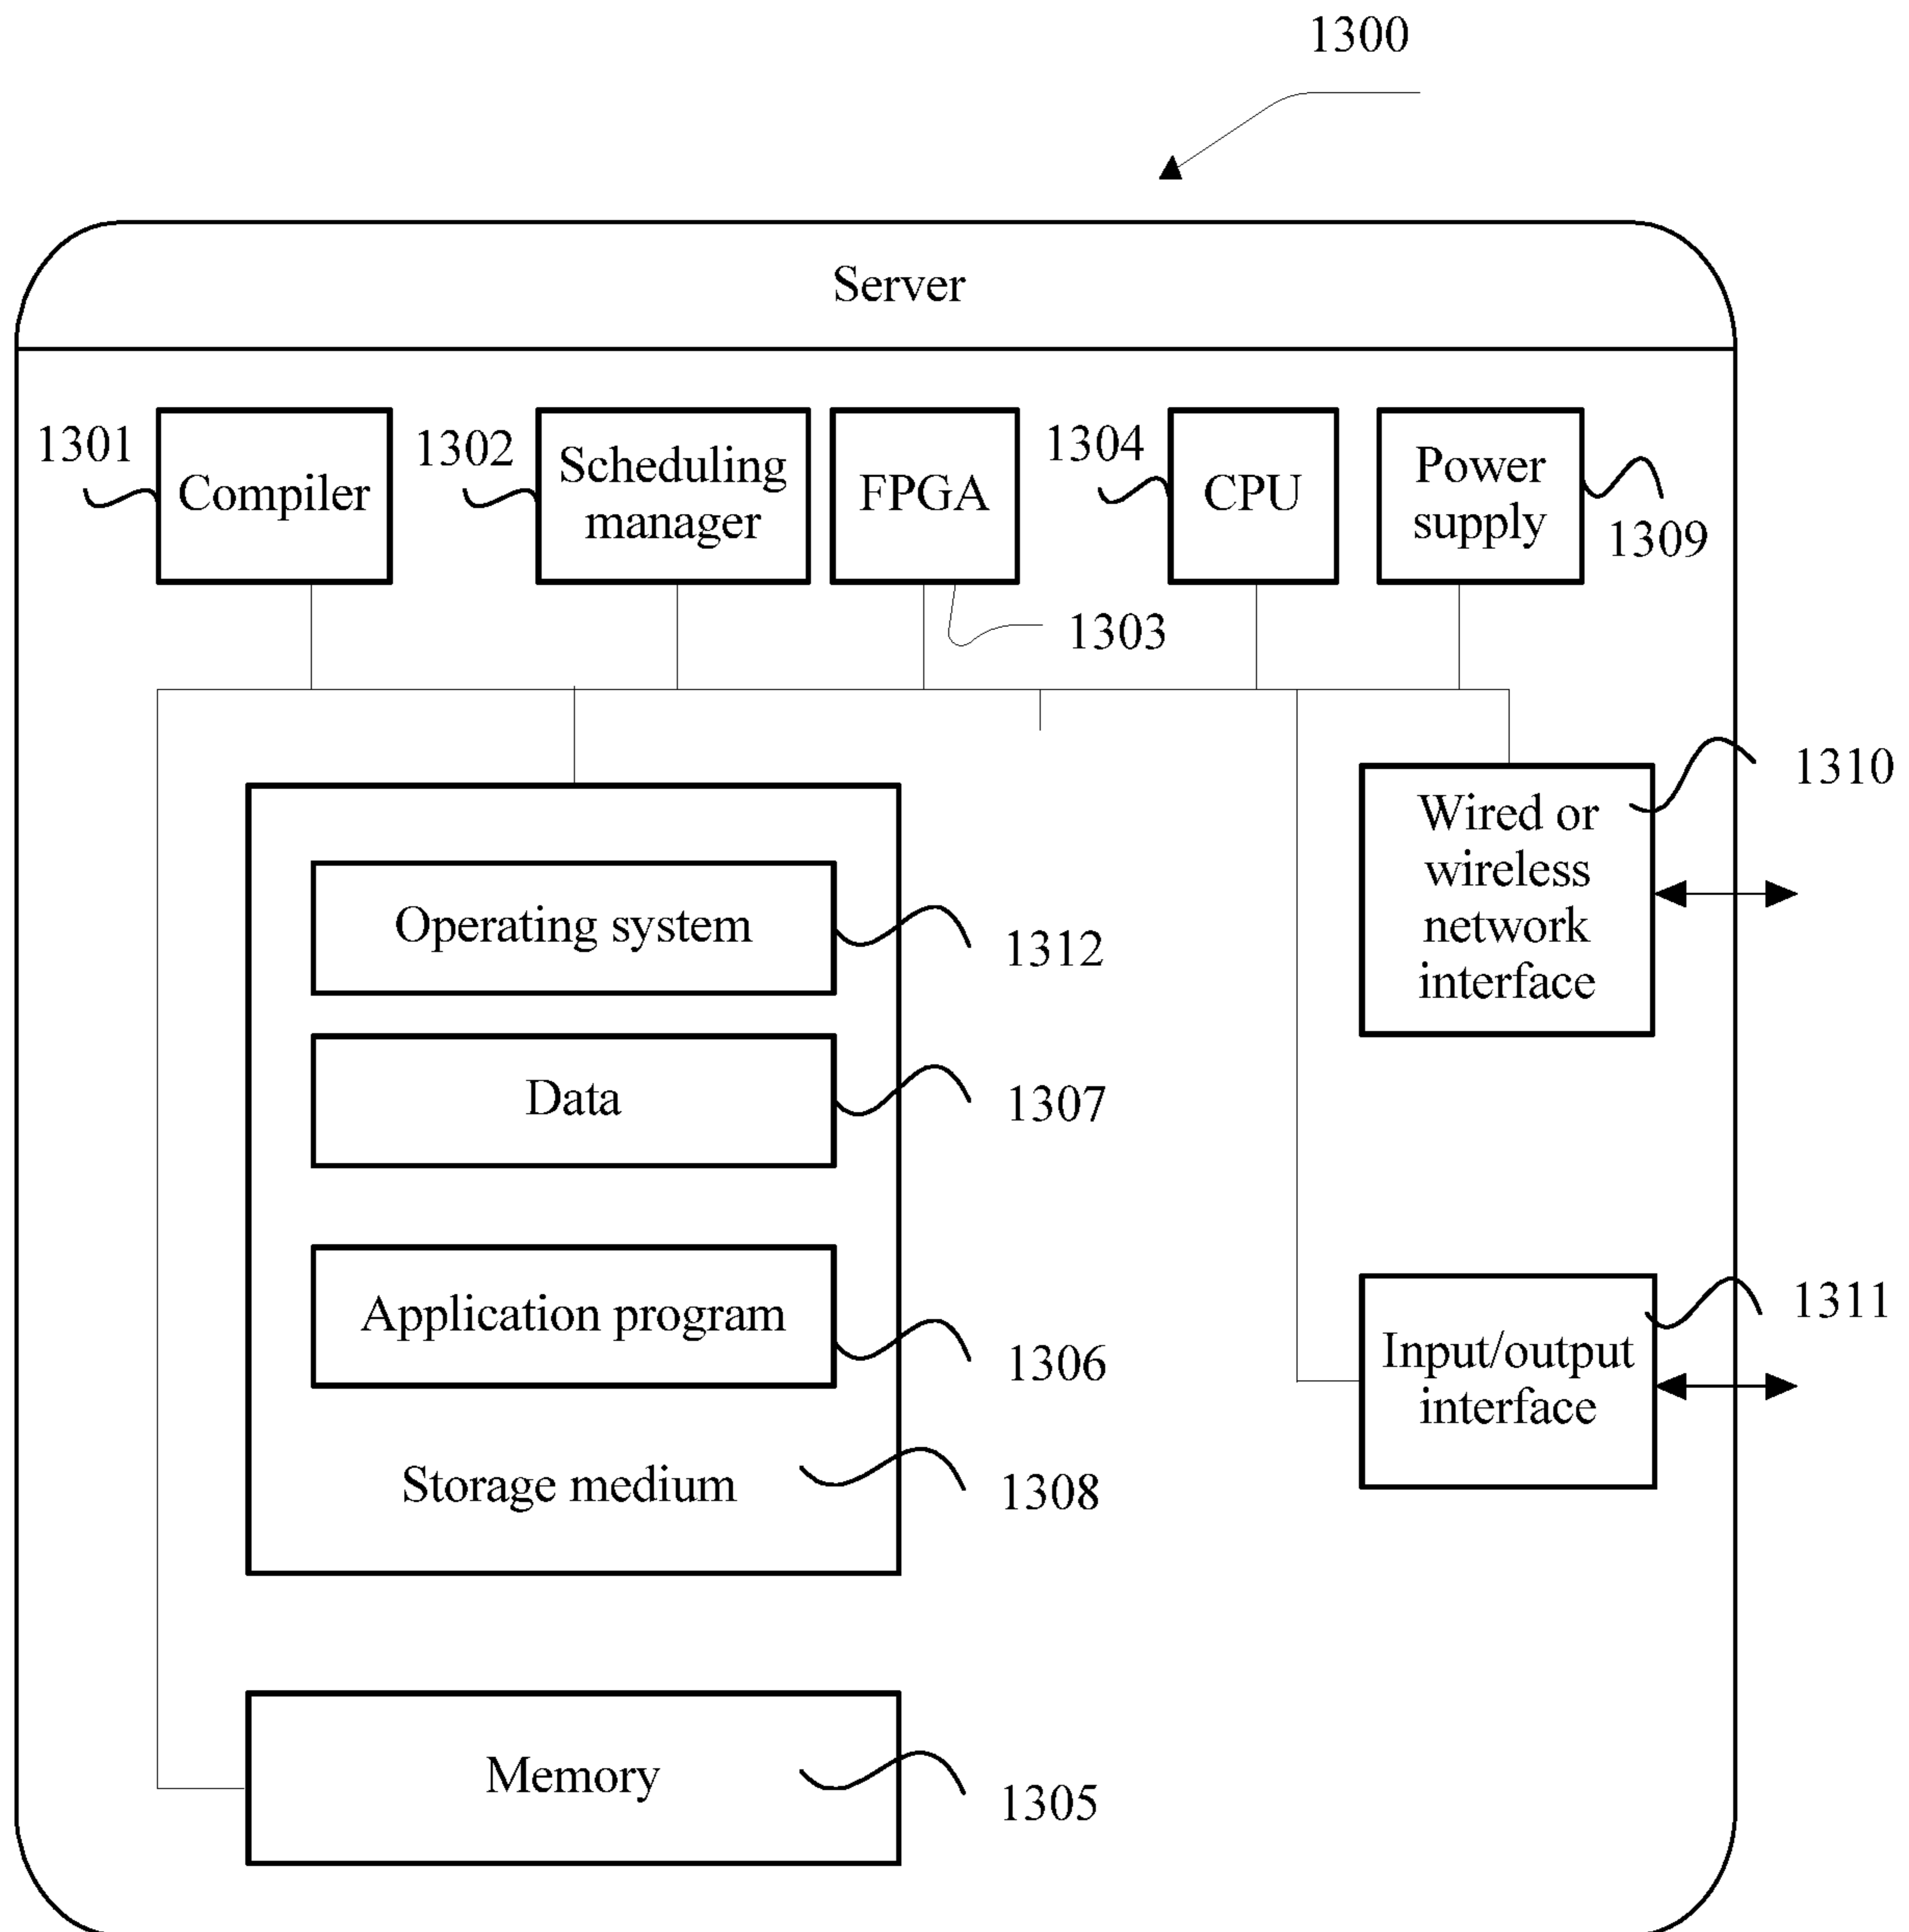 1300
Server
1301
Compiler
1302
Scheduling
manager
FPGA
1303
1304
CPU
Power
supply
1309
1310
Wired or
wireless
network
interface
Operating system
1312
Data
1307
Application program
1306
Storage medium
1308
1311
Input/output
interface
Memory
1305